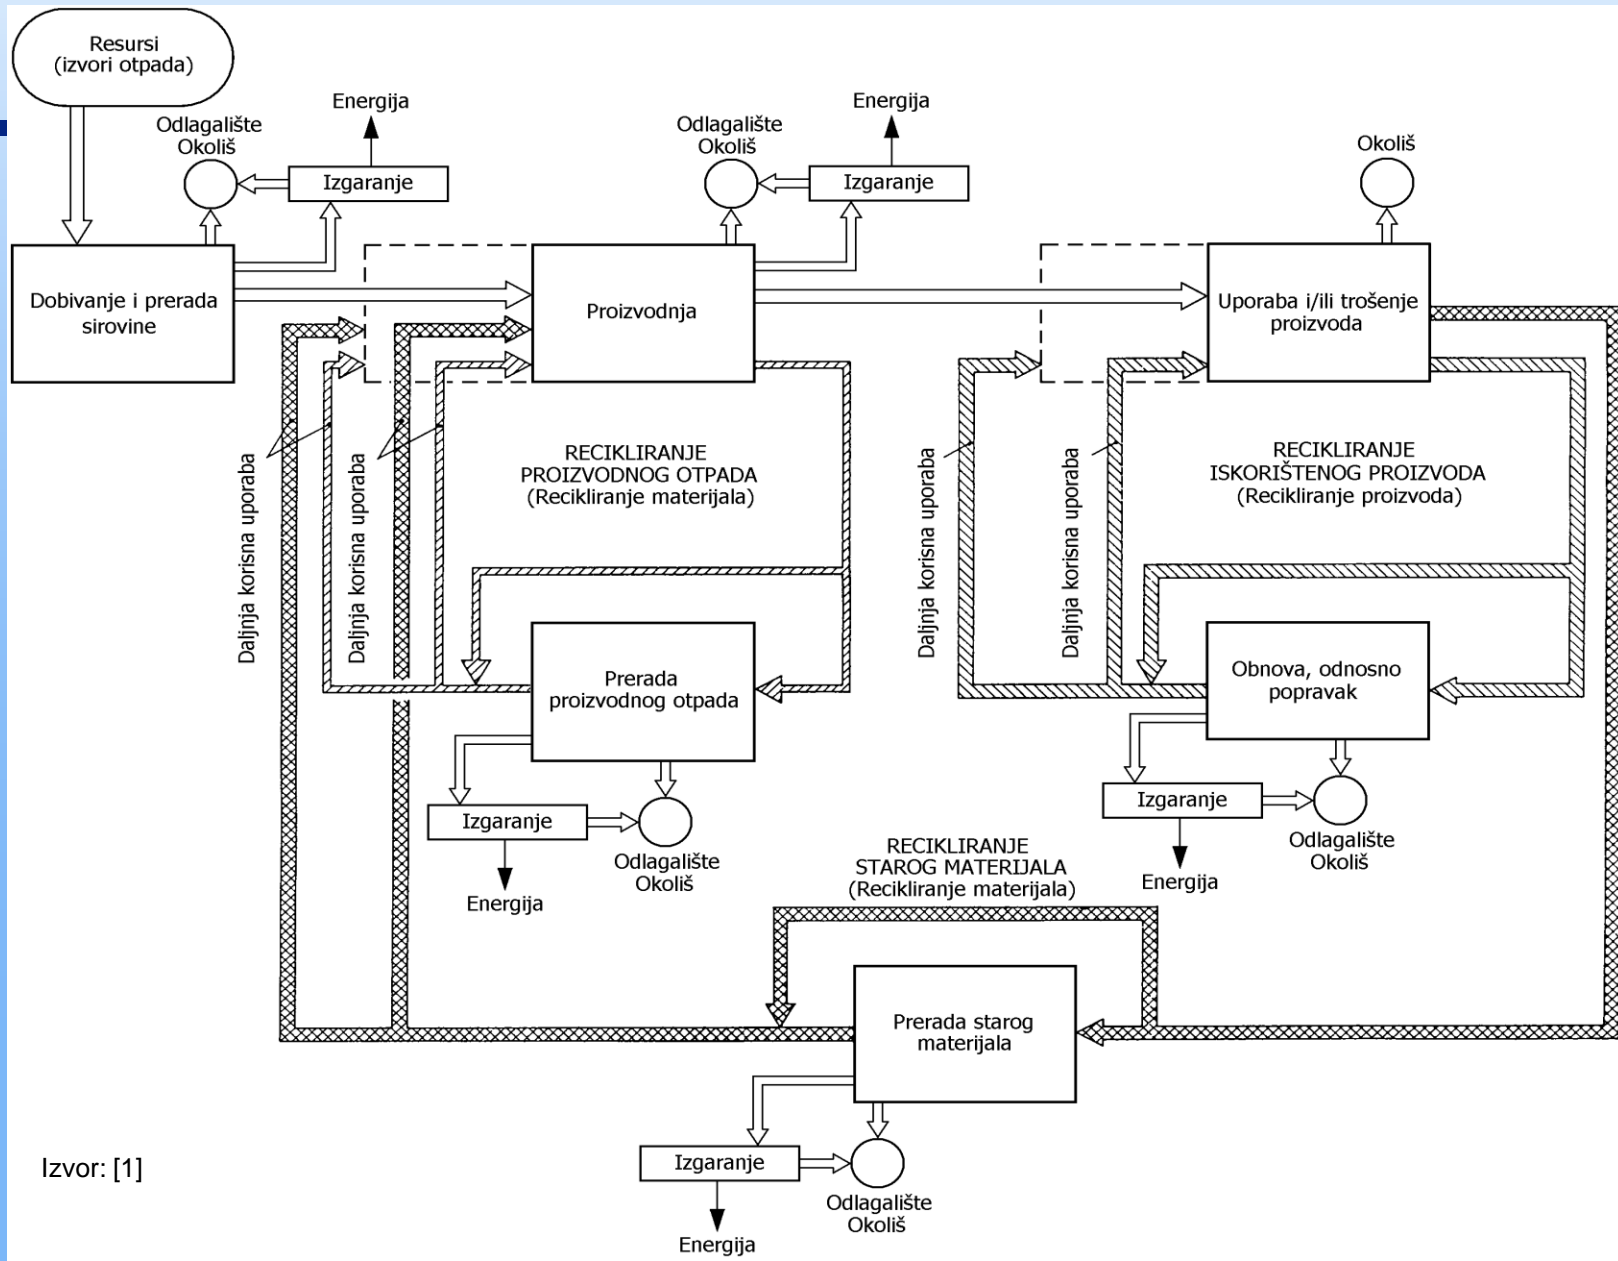 Resursi
(izvori otpada)
Energija
Odlagalište
Okoliš
Izgaranje
Energija
Odlagalište
Okoliš
Izgaranje
Okoliš
Dobivanje i prerada
sirovine
Proizvodnja
Uporaba i/ili trošenje
proizvoda
Daljnja korisna uporaba
Daljnja korisna uporaba
RECIKLIRANJE
PROIZVODNOG OTPADA
(Recikliranje materijala)
Daljnja korisna uporaba
Daljnja korisna uporaba
RECIKLIRANJE
ISKORIŠTENOG PROIZVODA
(Recikliranje proizvoda)
Prerada
proizvodnog otpada
Obnova, odnosno
popravak
Izgaranje
Odlagalište
Okoliš
Energija
Izgaranje
Odlagalište
Okoliš
Energija
RECIKLIRANJE
STAROG MATERIJALA
(Recikliranje materijala)
Prerada starog
materijala
Izgaranje
Odlagalište
Okoliš
Energija
Izvor: [1]